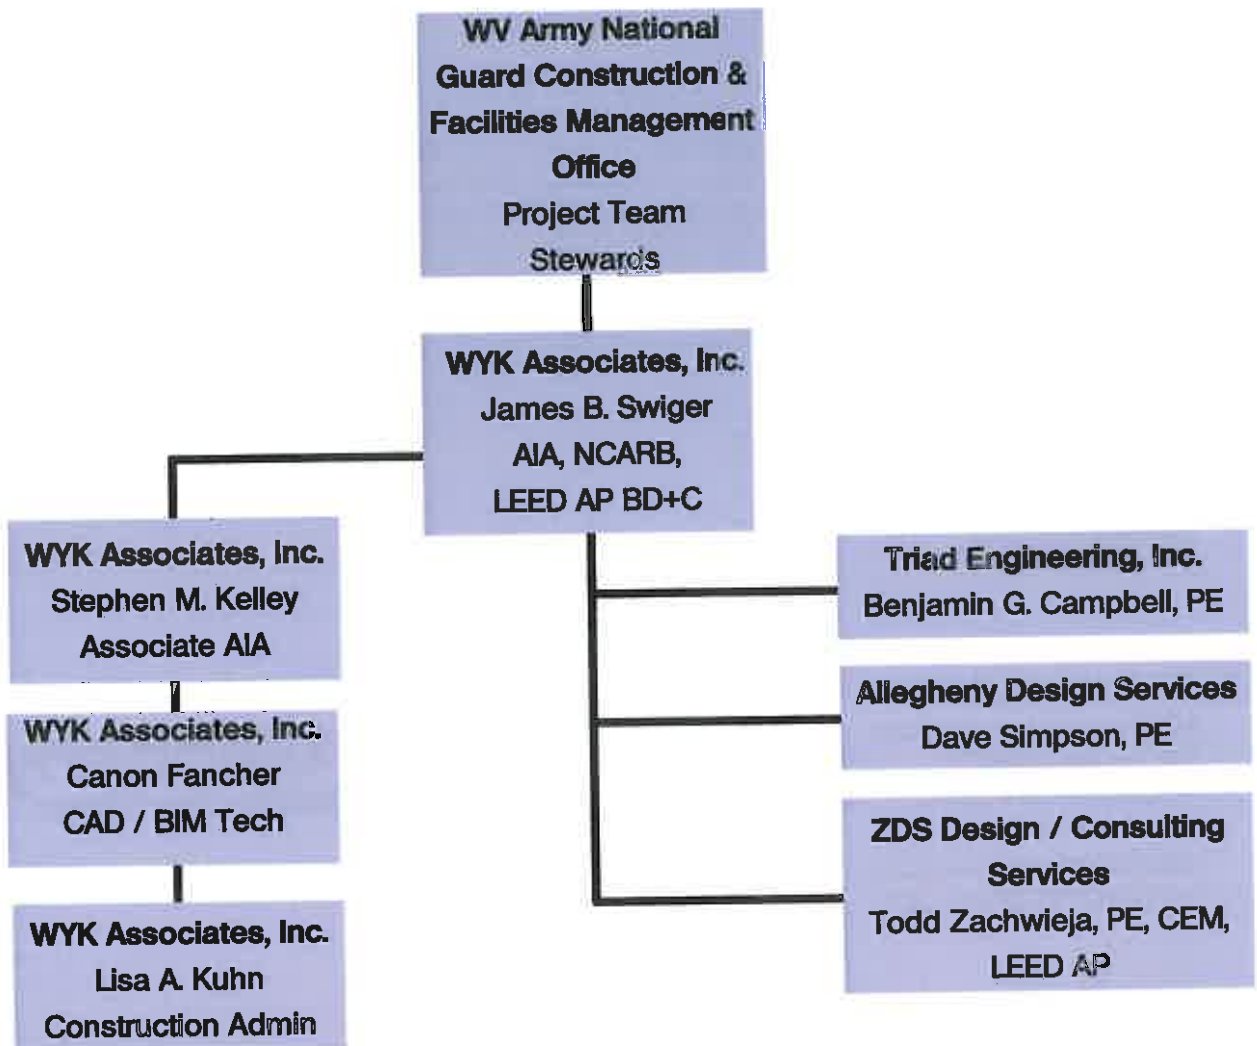 WV Army National
Guard Construction &
Facilities Management
Office
Project Team
Stewards
WYK Associates, Inc.
James B. Swiger
AIA, NCARB,
LEED AP BD+C
WYK Associates, Inc.
Stephen M. Kelley
Associate AIA
WYK Associates, Inc.
Canon Fancher
CAD / BIM Tech
WYK Associates, Inc.
Lisa A. Kuhn
Construction Admin
Triad Engineering, Inc.
Benjamin G. Campbell, PE
Allegheny Design Services
Dave Simpson, PE
ZDS Design / Consulting
Services
Todd Zachwieja, PE, CEM,
LEED AP